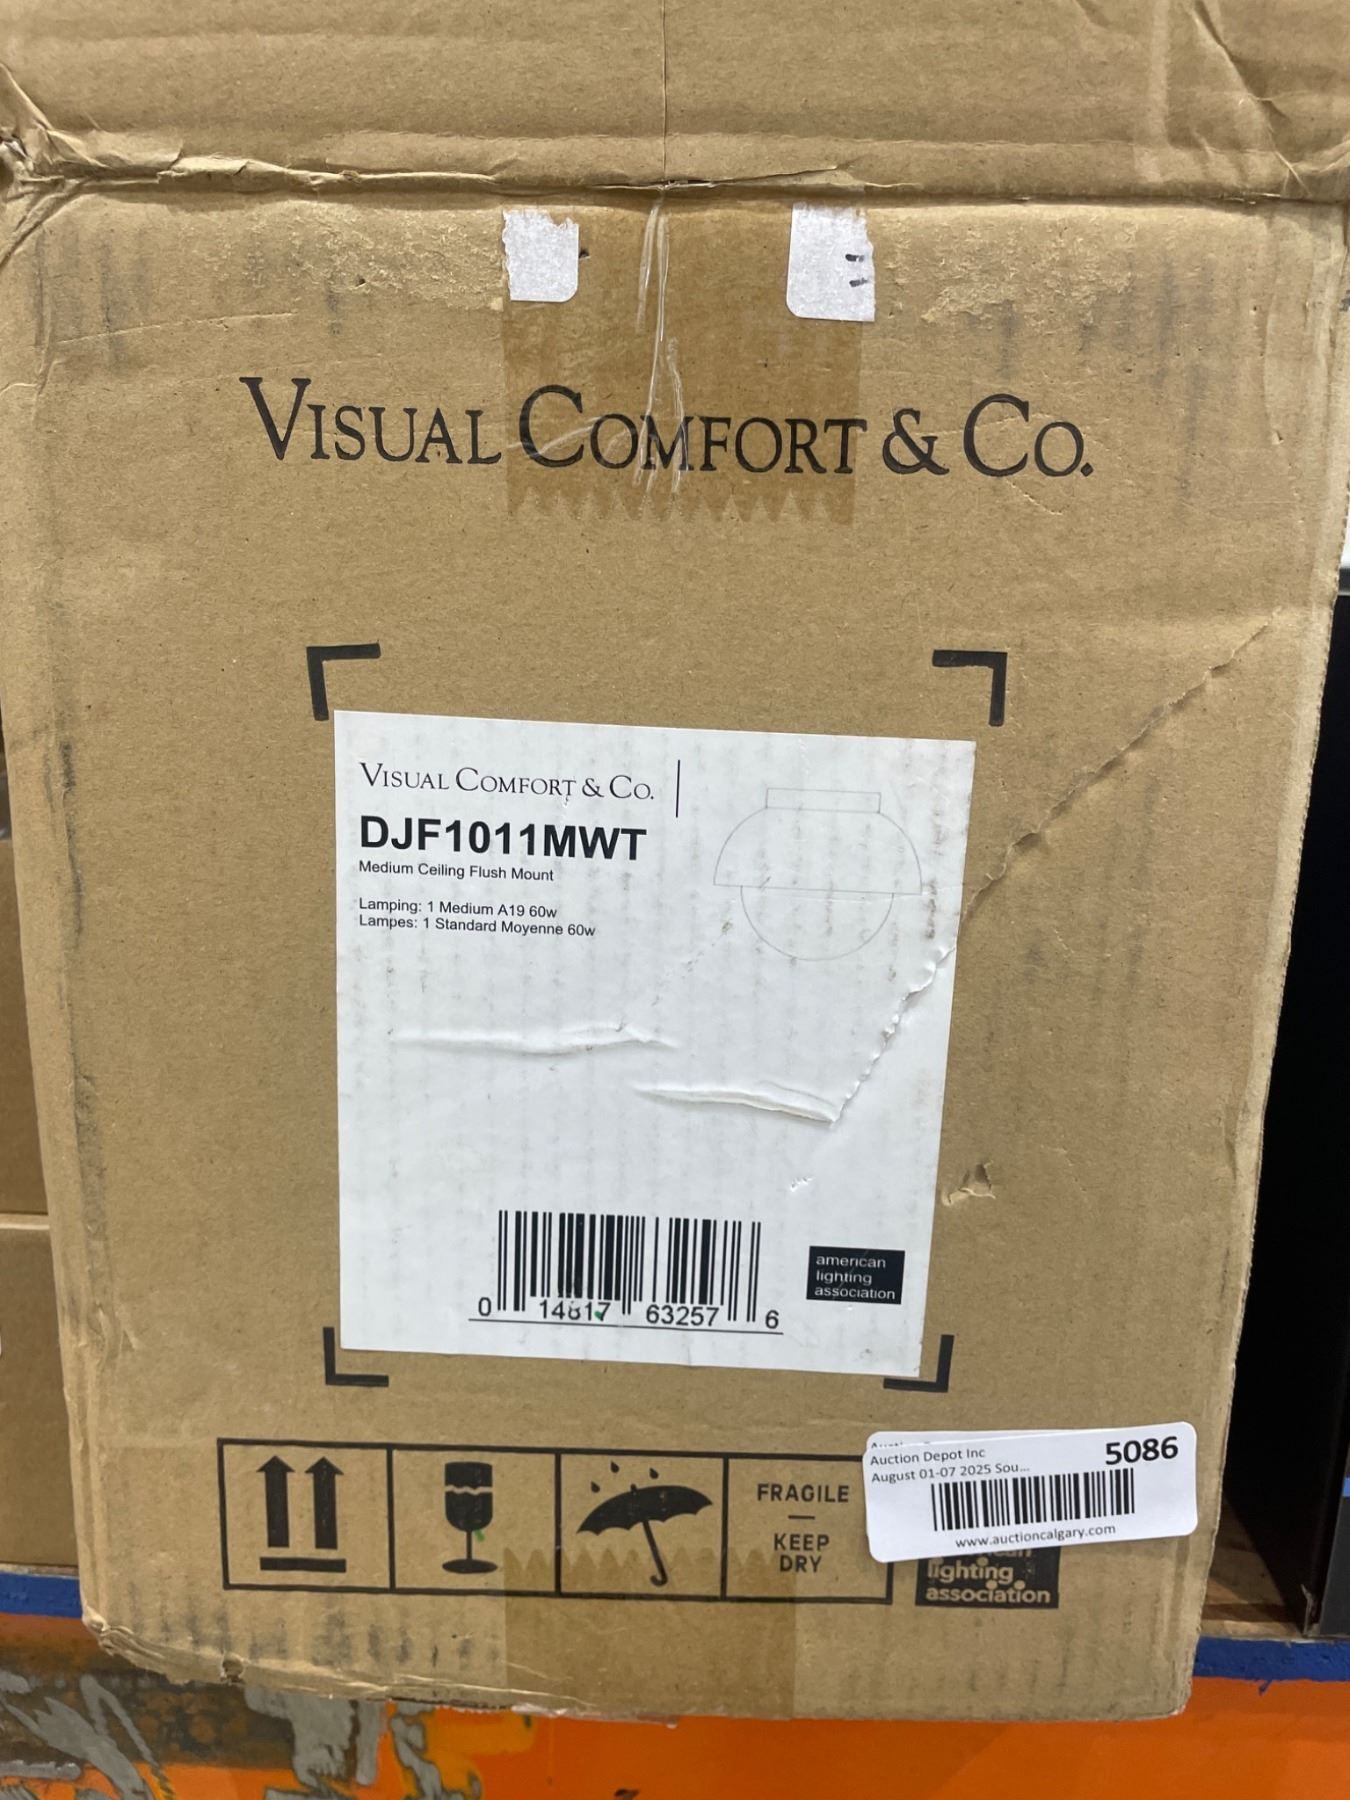 VISUAL COMFORT & CO.
VISUAL COMFORT & CO.
DJF1011MWT
Medium Ceiling Flush Mount
Lamping: 1 Medium A19 60w
Lampes: 1 Standard Moyenne 60w
0 14817 63257 6
american
lighting
association
FRAGILE
—
KEEP
DRY
Auction Depot Inc
5086
August 01-07 2025 Sou...
www.auctioncalgary.com
lighting
association